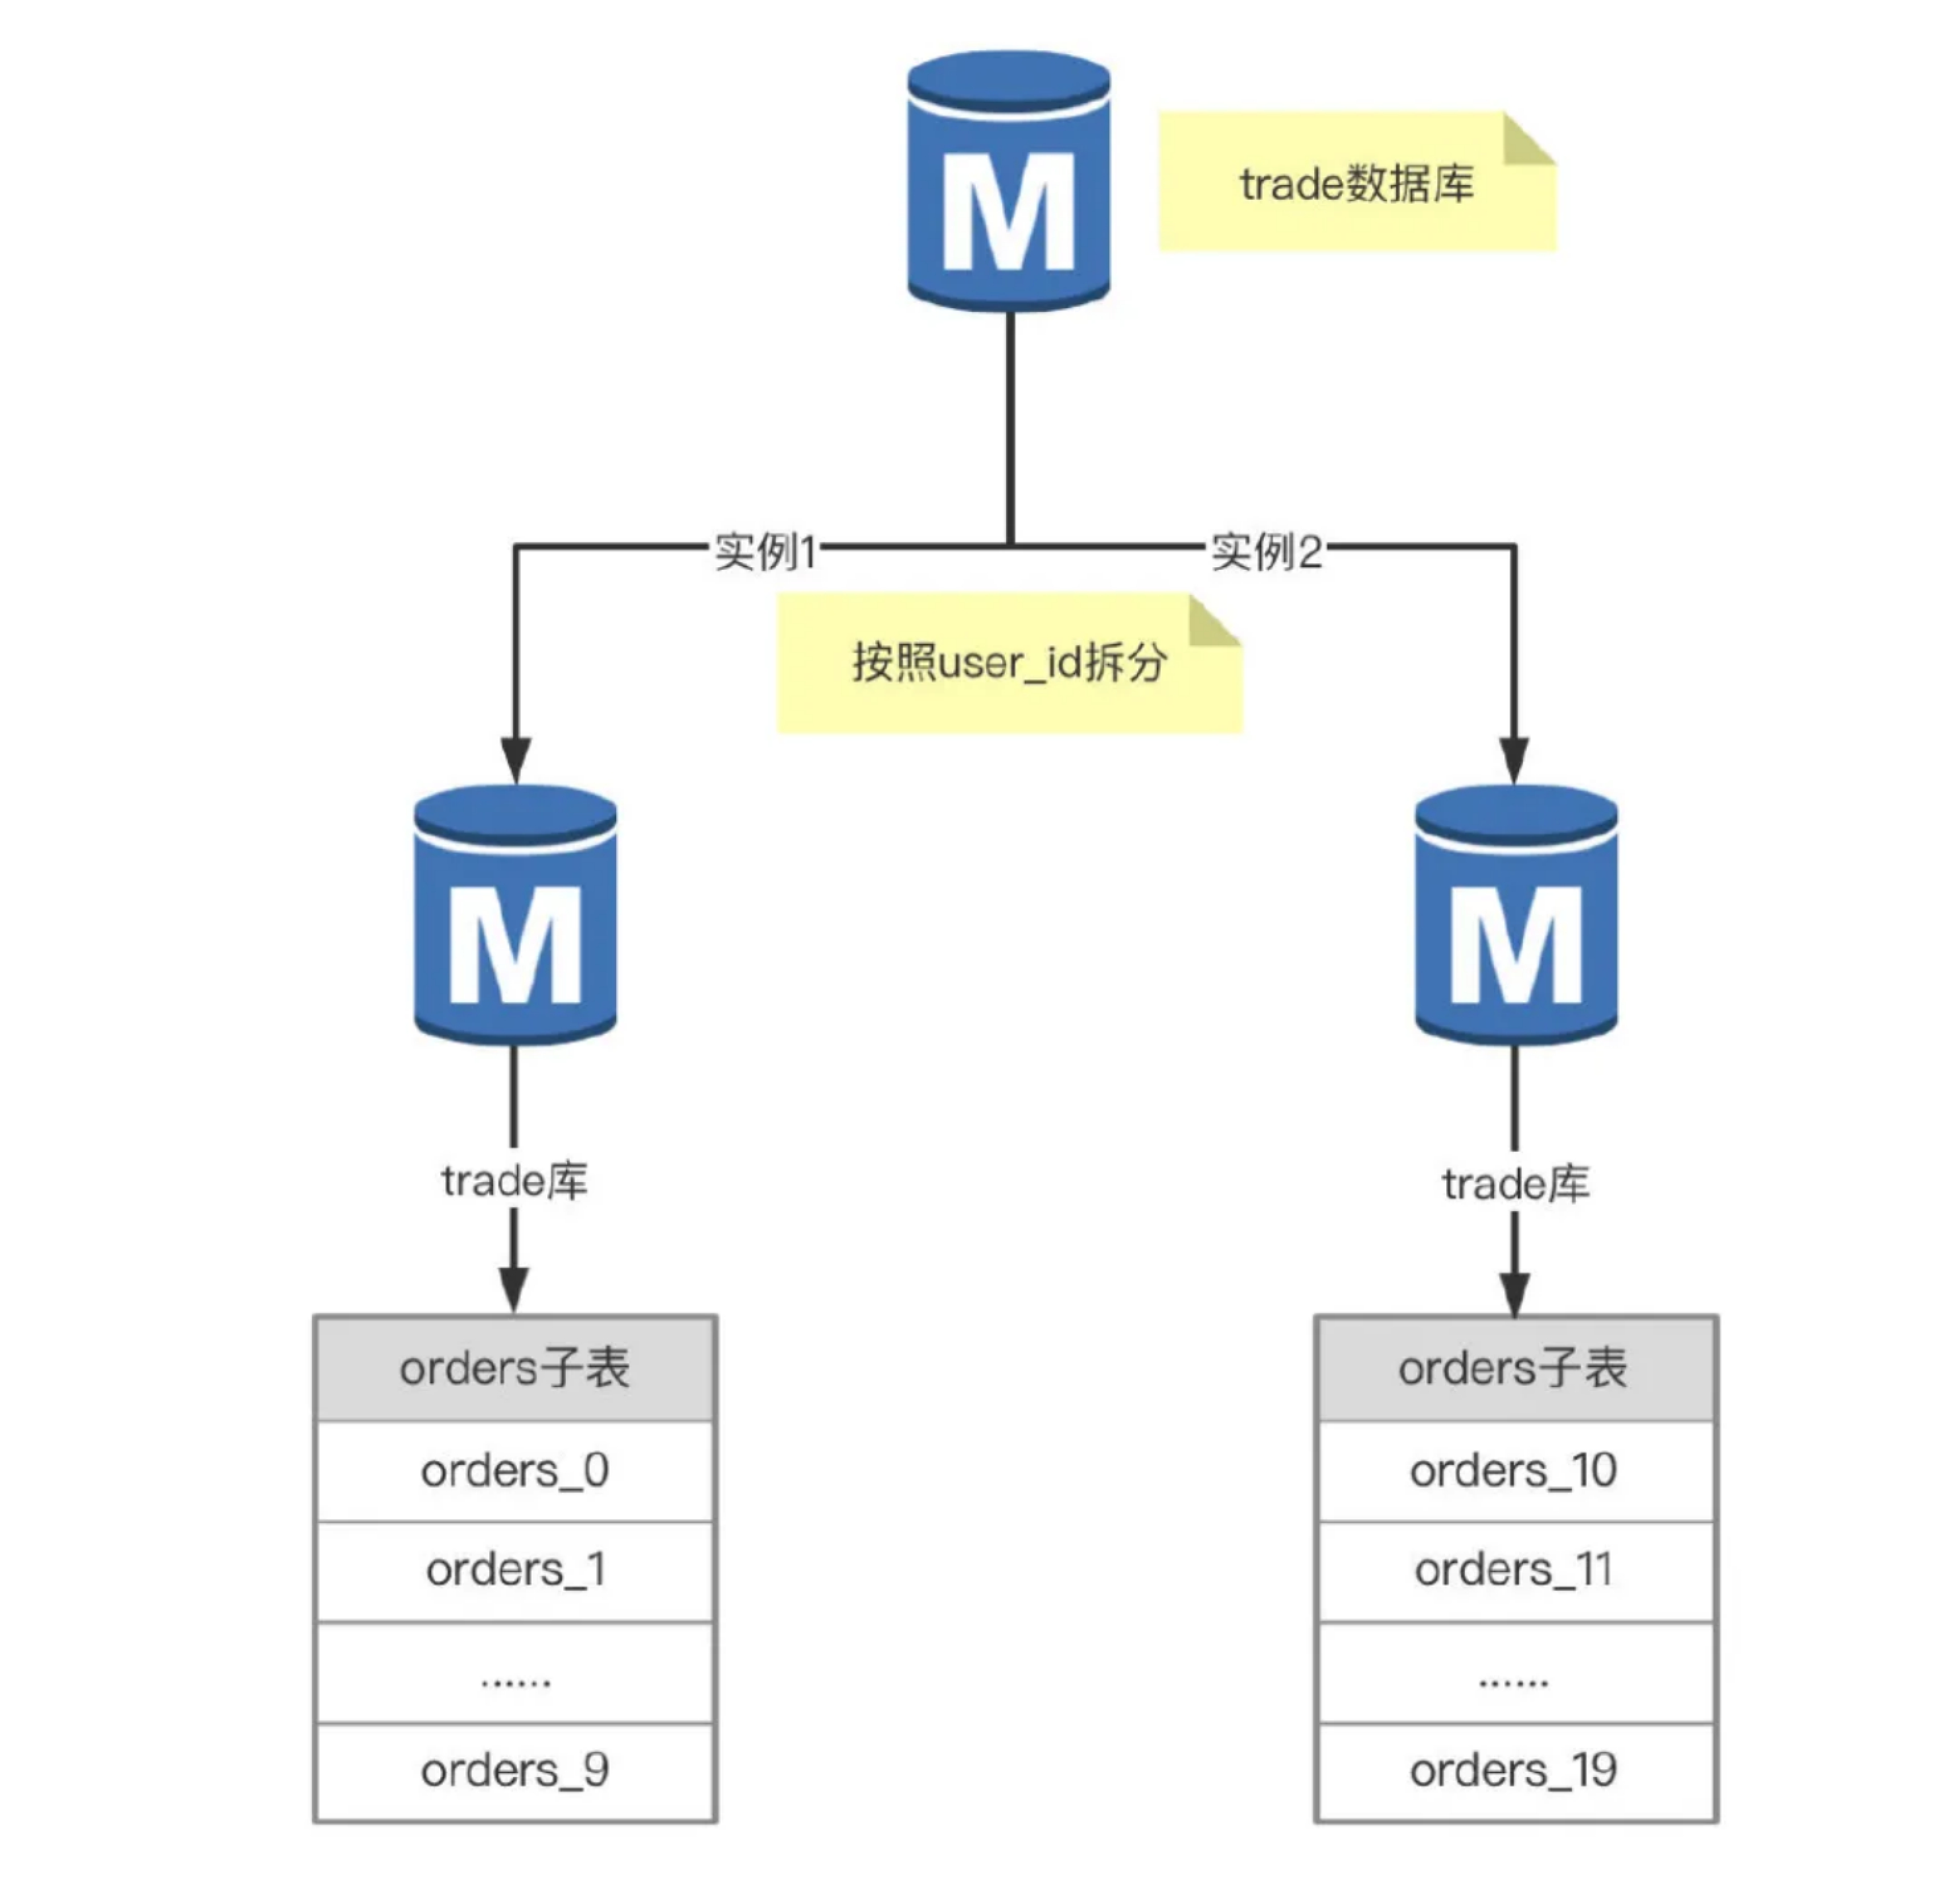 M
trade数据库
实例1
实例2
按照user_id拆分
M
M
trade库
trade库
orders子表
orders_0
orders_1
......
orders_9
orders子表
orders_10
orders_11
......
orders_19